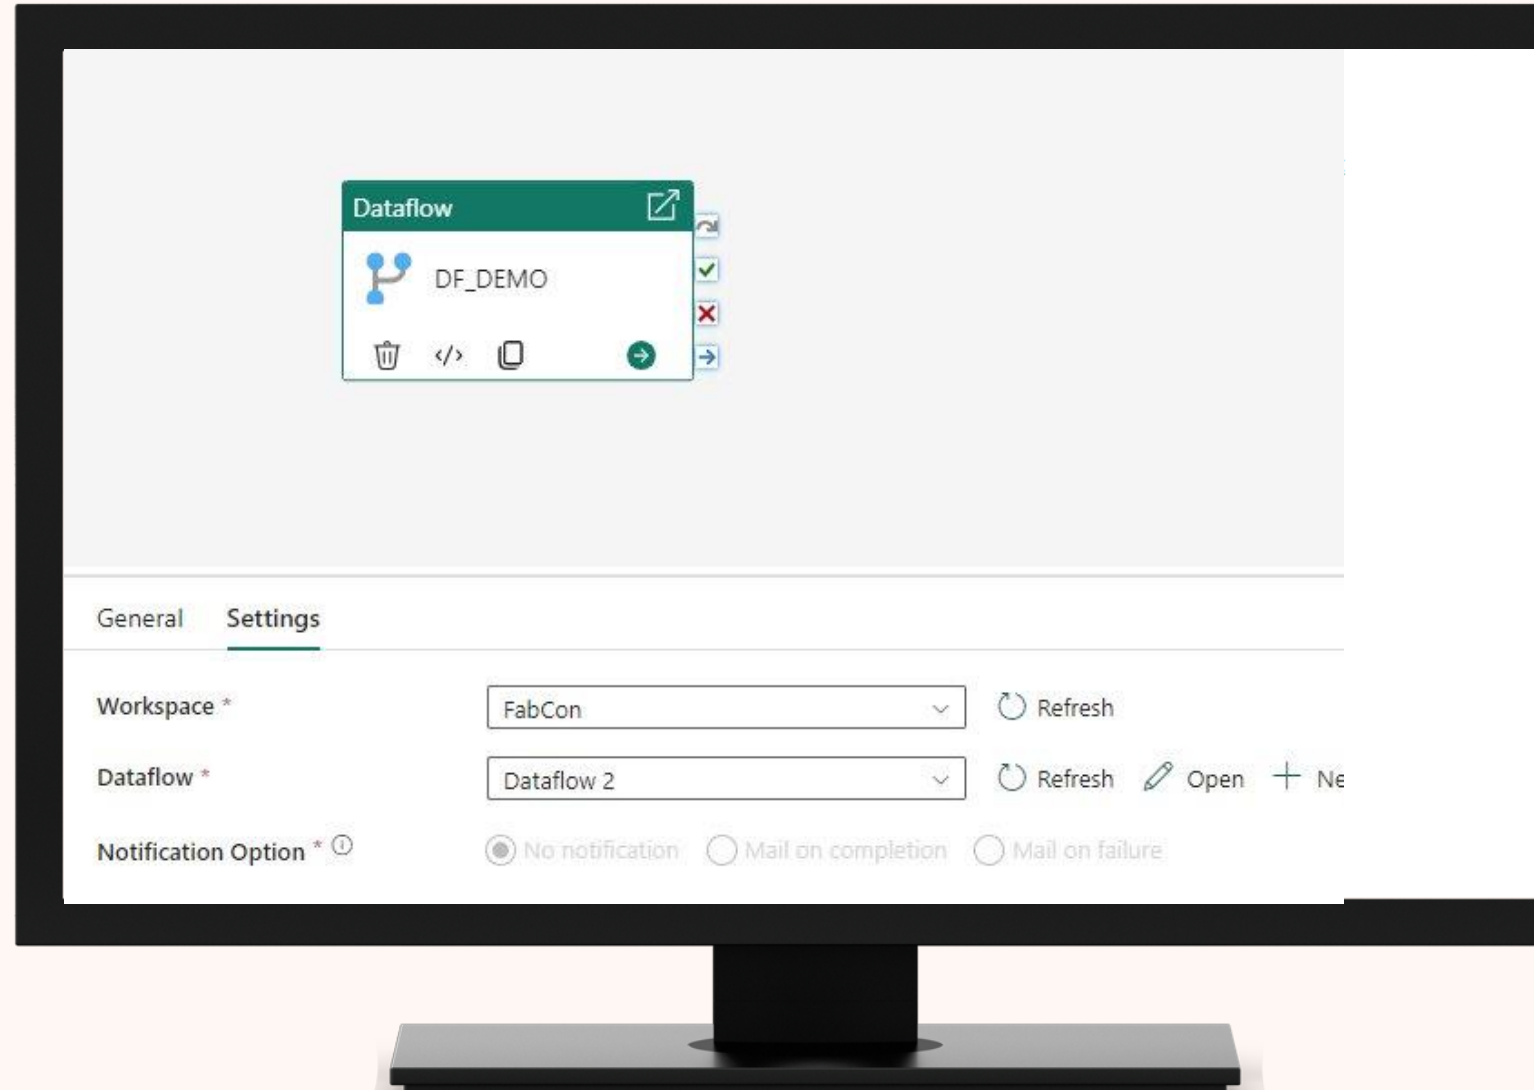 Dataflow
DF_DEMO
General Settings
Workspace * FabCon Refresh
Dataflow * Dataflow 2 Refresh Open + Ne
Notification Option * No notification Mail on completion Mail on failure